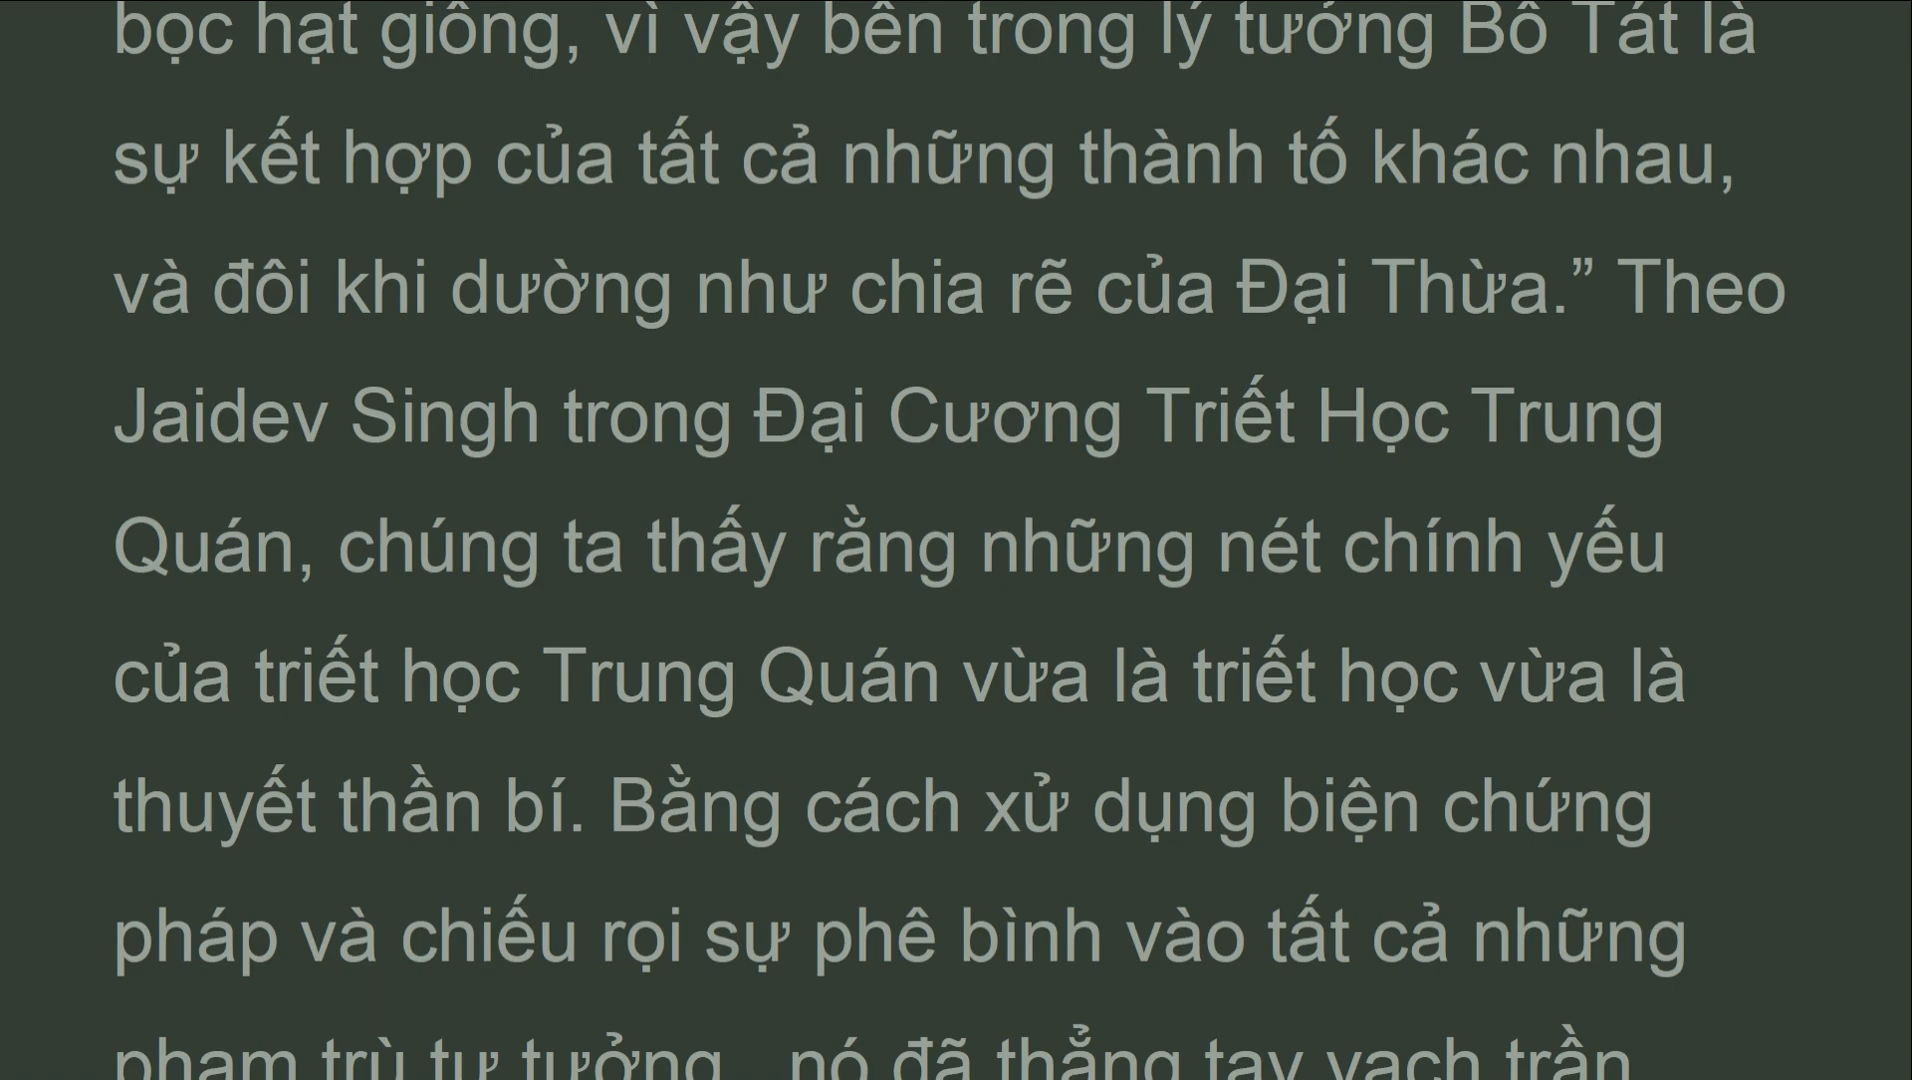 bọc hạt giống, vì vậy bên trong lý tưởng Bồ Tát là
sự kết hợp của tất cả những thành tố khác nhau,
và đôi khi dường như chia rẽ của Đại Thừa.” Theo
Jaidev Singh trong Đại Cương Triết Học Trung
Quán, chúng ta thấy rằng những nét chính yếu
của triết học Trung Quán vừa là triết học vừa là
thuyết thần bí. Bằng cách xử dụng biện chứng
pháp và chiếu rọi sự phê bình vào tất cả những
phạm trù tư tưởng, nó đã thẳng tay vạch trần